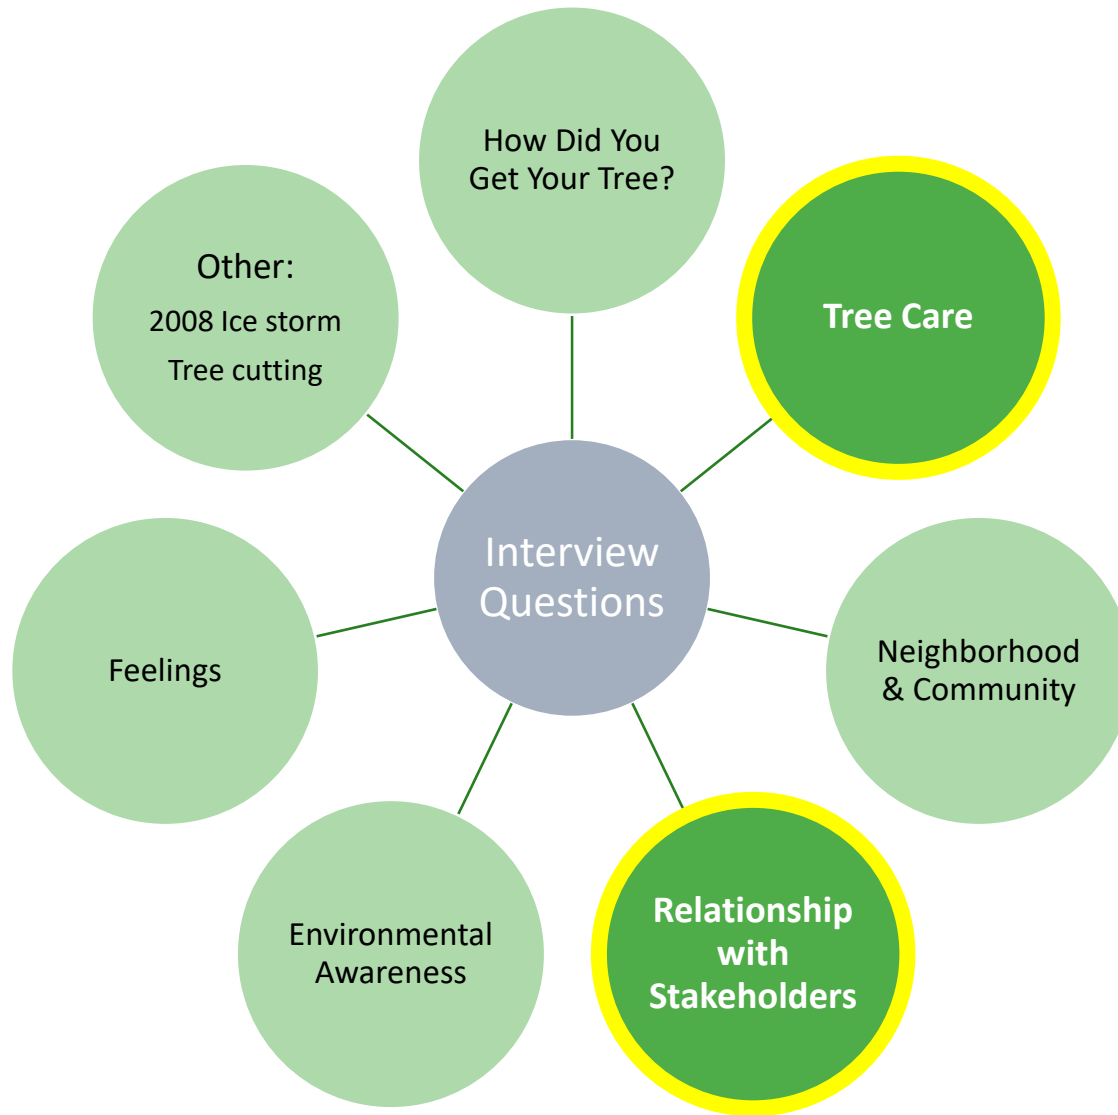 How Did You
Get Your Tree?
Tree Care
Neighborhood
& Community
Relationship
with
Stakeholders
Environmental
Awareness
Feelings
Other:
2008 Ice storm
Tree cutting
Interview
Questions